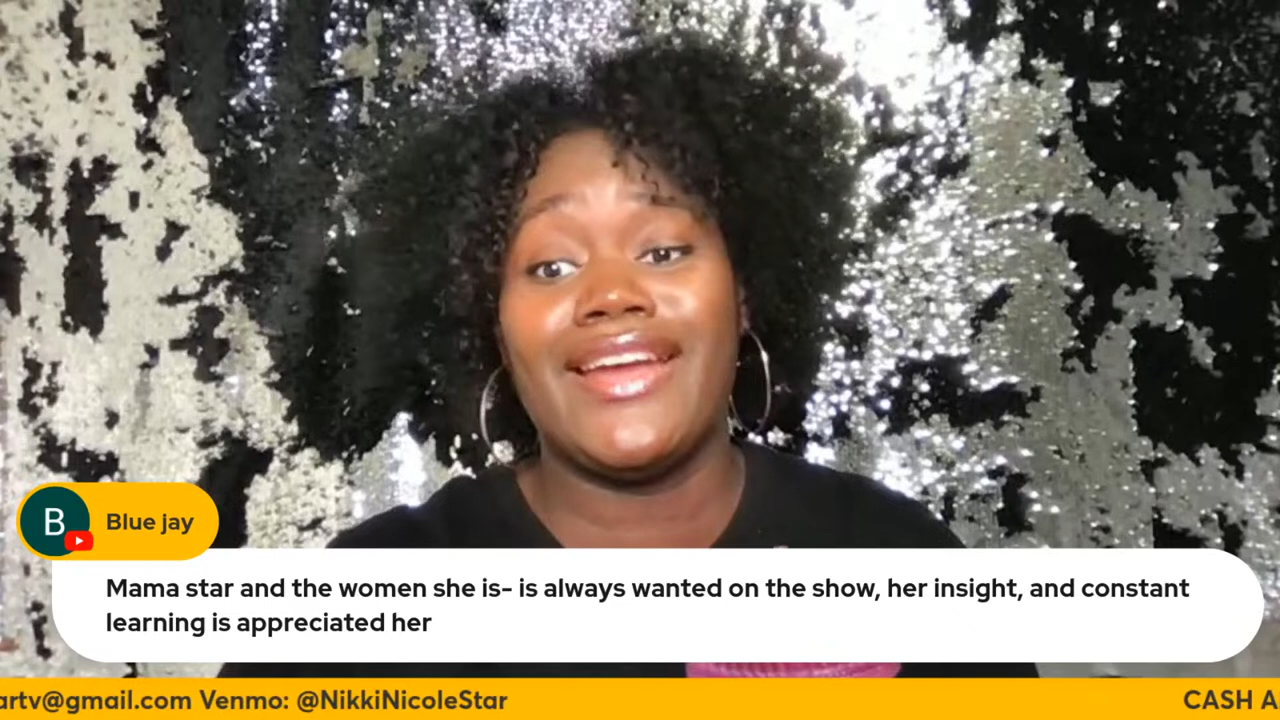 B
Blue jay
Mama star and the women she is- is always wanted on the show, her insight, and constant
learning is appreciated her
artv@gmail.com Venmo: @NikkiNicoleStar
CASH A